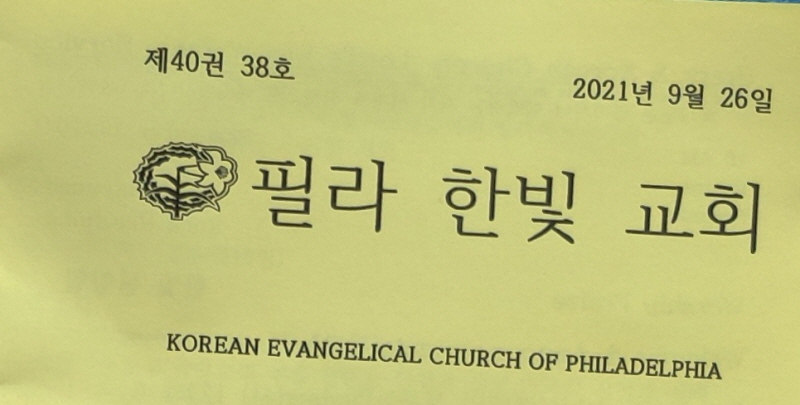 제40권 38호
2021년 9월 26일
필라 한빛 교회
KOREAN EVANGELICAL CHURCH OF PHILADELPHIA